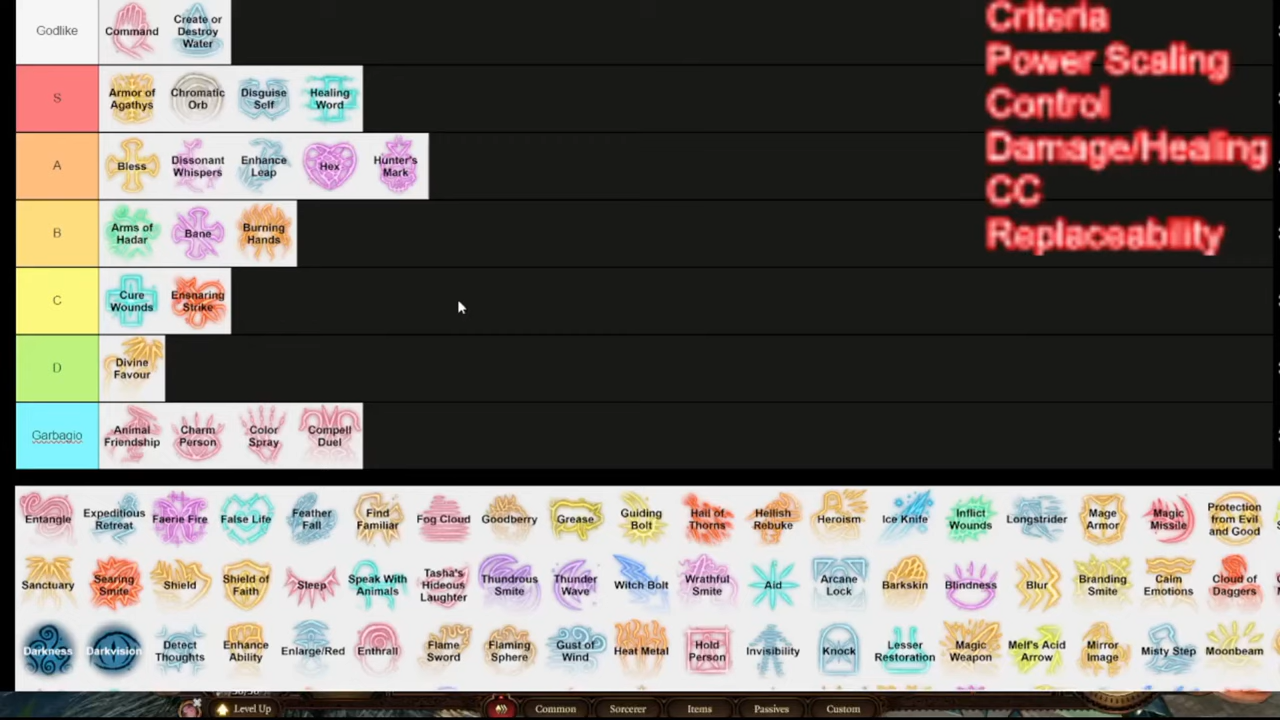 Godlike
Command
Create or
Destroy
Water
S
Armor of
Agathys
Chromatic
Orb
Disguise
Self
Healing
Word
A
Bless
Dissonant
Whispers
Enhance
Leap
Hex
Hunter's
Mark
B
Arms of
Hadar
Bane
Burning
Hands
C
Cure
Wounds
Ensnaring
Strike
D
Divine
Favour
Garbagio
Animal
Friendship
Charm
Person
Color
Spray
Compell
Duel
Criteria
Power Scaling
Control
Damage/Healing
CC
Replaceability
Entangle
Expeditious
Retreat
Faerie Fire
False Life
Feather
Fall
Find
Familiar
Fog Cloud
Goodberry
Grease
Guiding
Bolt
Hail of
Thorns
Hellish
Rebuke
Heroism
Ice Knife
Inflict
Wounds
Longstrider
Mage
Armor
Magic
Missile
Protection
from Evil
and Good
Sanctuary
Searing
Smite
Shield
Shield of
Faith
Sleep
Speak With
Animals
Tasha's
Hideous
Laughter
Thundrous
Smite
Thunder
Wave
Witch Bolt
Wrathful
Smite
Aid
Arcane
Lock
Barkskin
Blindness
Blur
Branding
Smite
Calm
Emotions
Cloud of
Daggers
Darkness
Darkvision
Detect
Thoughts
Enhance
Ability
Enlarge/Red
Enthrall
Flame
Sword
Flaming
Sphere
Gust of
Wind
Heat Metal
Hold
Person
Invisibility
Knock
Lesser
Restoration
Magic
Weapon
Melf's Acid
Arrow
Mirror
Image
Misty Step
Moonbeam
Level Up
Common
Sorcerer
Items
Passives
Custom